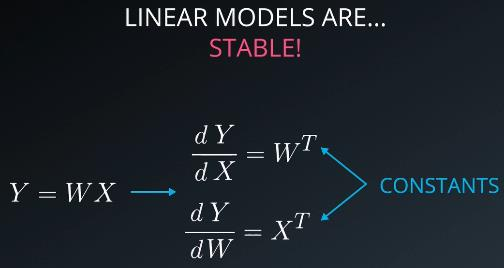 LINEAR MODELS ARE...
STABLE!
dY/dX = W^T
Y = WX
CONSTANTS
dY/dW = X^T